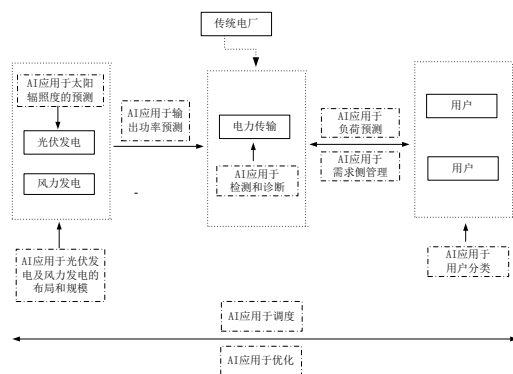 传统电厂
AI应用于太阳
辐照度的预测
光伏发电
风力发电
AI应用于光伏发
电及风力发电的
布局和规模
AI应用于输
出功率预测
-
电力传输
AI应用于
检测和诊断
AI应用于
负荷预测
AI应用于
需求侧管理
用户
用户
AI应用于
用户分类
AI应用于调度
AI应用于优化